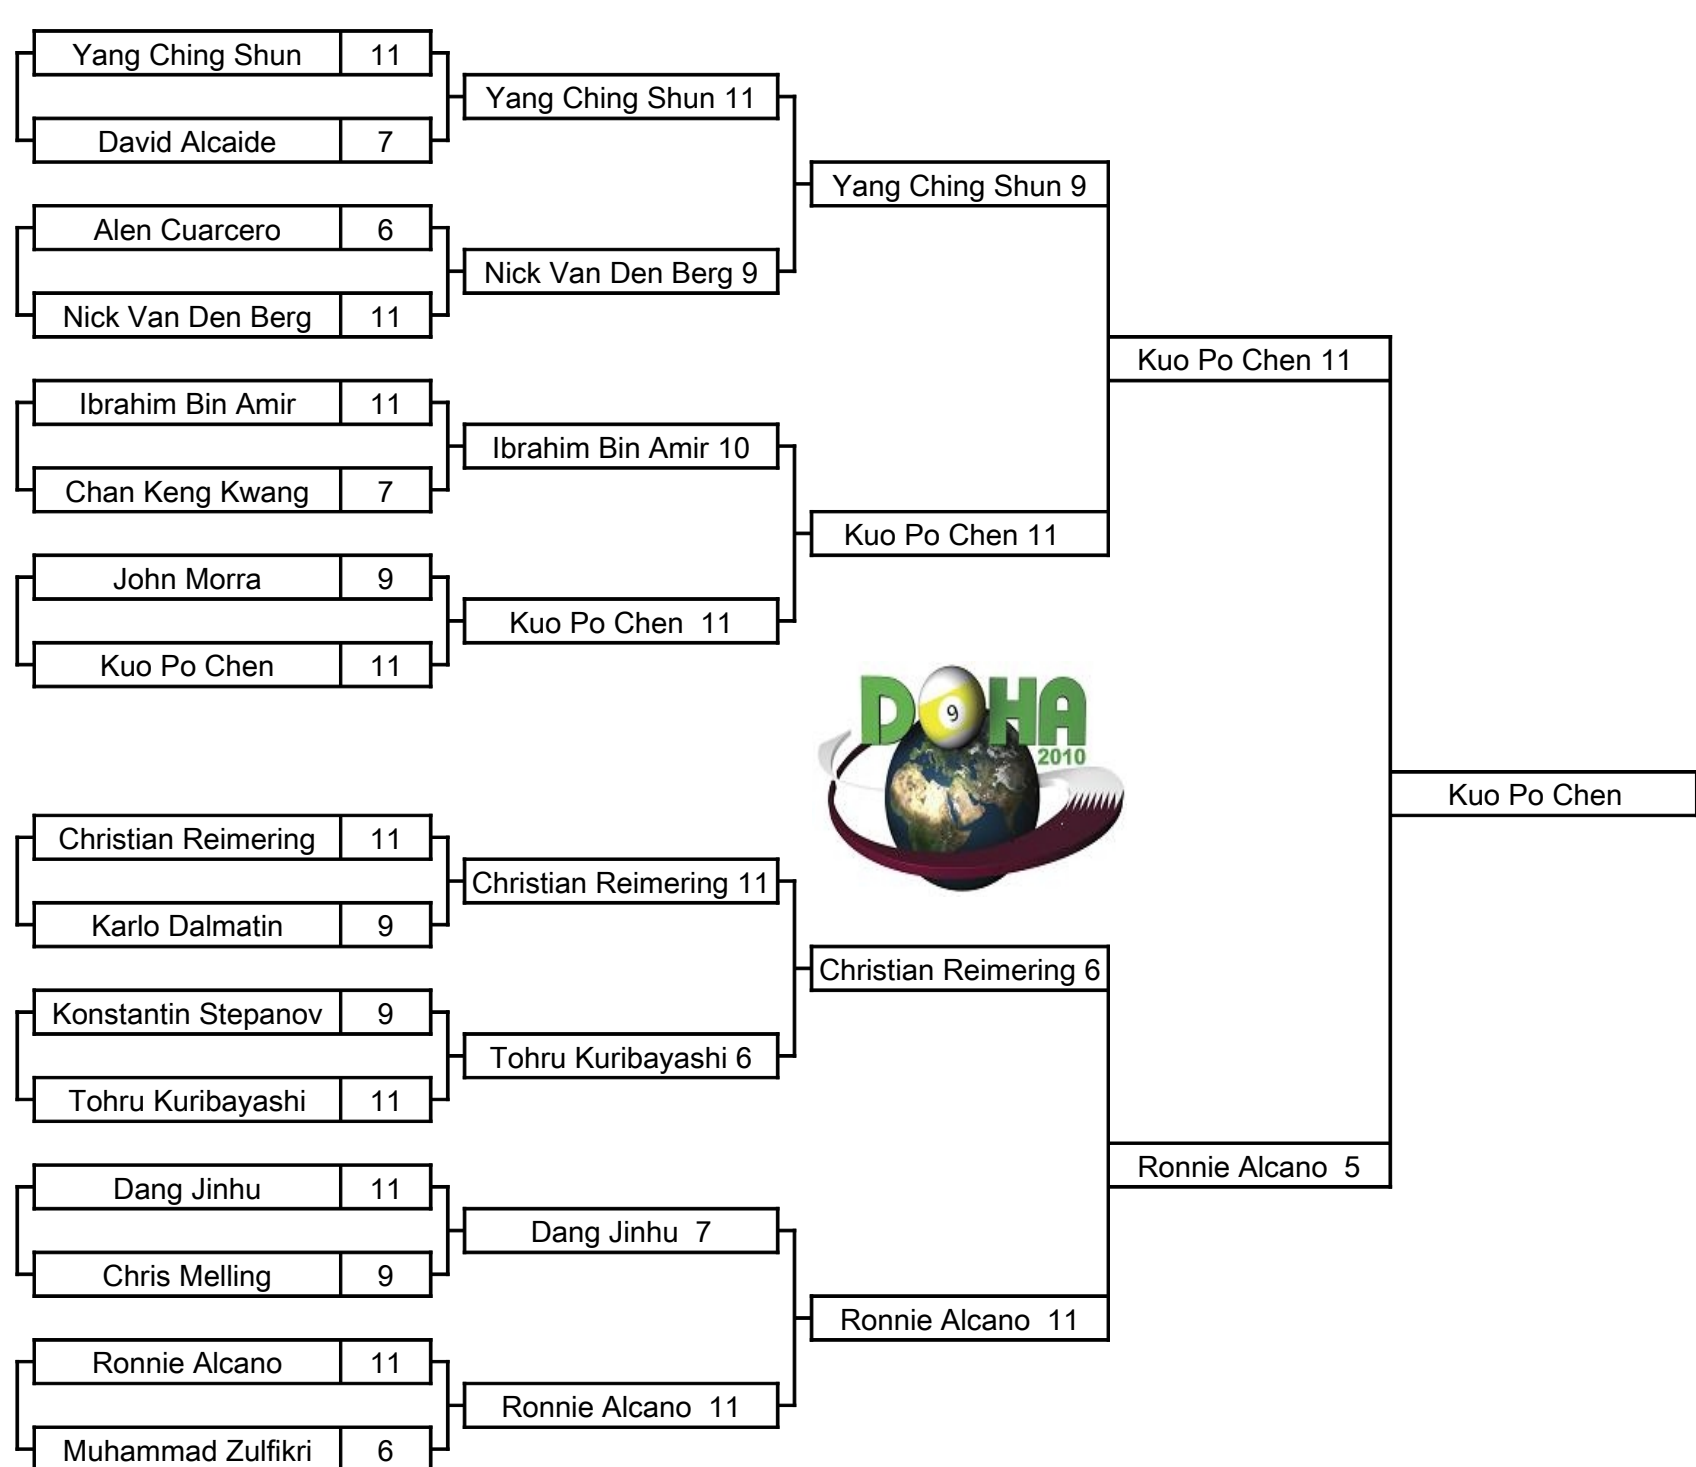 Yang Ching Shun 11
David Alcaide 7
Alen Cuarcero 6
Nick Van Den Berg 11
Ibrahim Bin Amir 11
Chan Keng Kwang 7
John Morra 9
Kuo Po Chen 11
Christian Reimering 11
Karlo Dalmatin 9
Konstantin Stepanov 9
Tohru Kuribayashi 11
Dang Jinhu 11
Chris Melling 9
Ronnie Alcano 11
Muhammad Zulfikri 6
Yang Ching Shun 11
Nick Van Den Berg 9
Ibrahim Bin Amir 10
Kuo Po Chen 11
Christian Reimering 11
Tohru Kuribayashi 6
Dang Jinhu 7
Ronnie Alcano 11
Yang Ching Shun 9
Kuo Po Chen 11
DOHA
9
2010
Christian Reimering 6
Ronnie Alcano 11
Kuo Po Chen 11
Ronnie Alcano 5
Kuo Po Chen